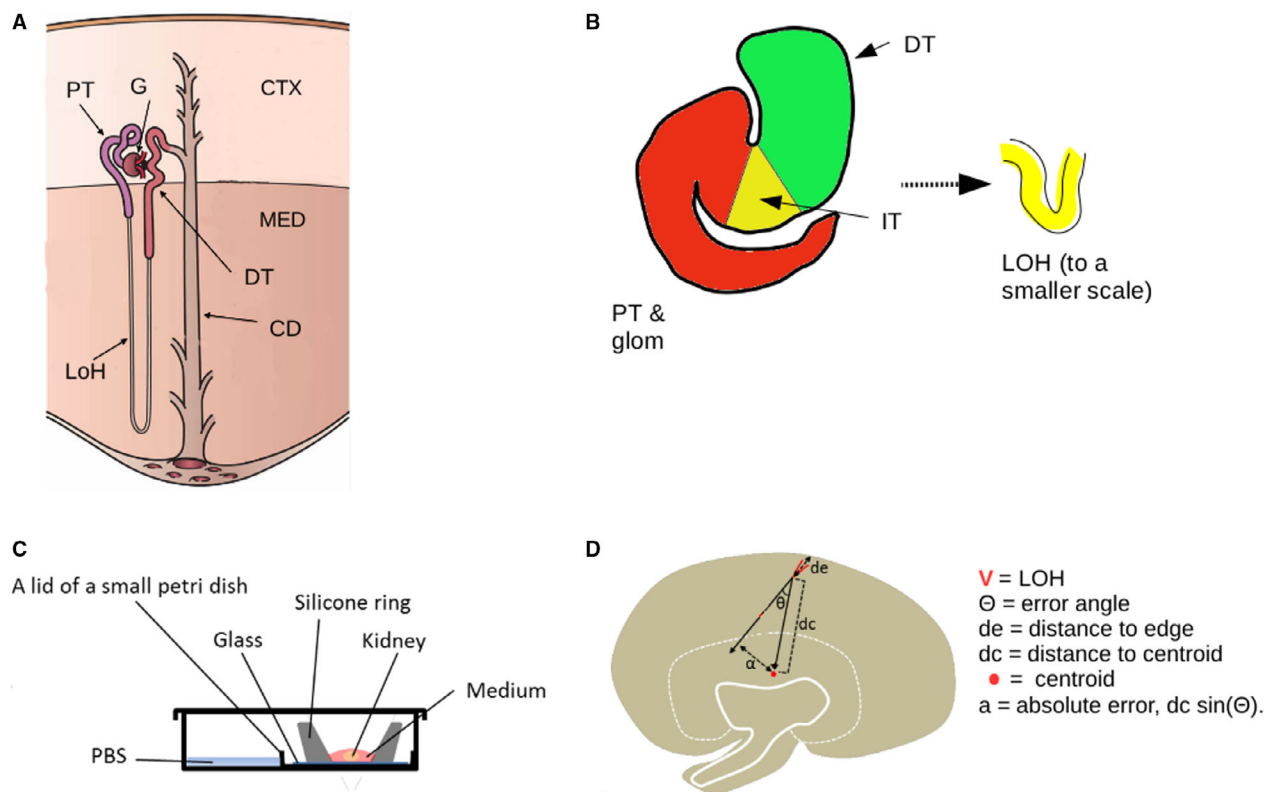 A
PT
G
CTX
MED
DT
CD
LoH
B
DT
IT
PT &
glom
LOH (to a
smaller scale)
C
A lid of a small petri dish
Silicone ring
Glass
Kidney
Medium
PBS
D
de
θ
dc
α
V = LOH
Θ = error angle
de = distance to edge
dc = distance to centroid
= centroid
a = absolute error, dc sin(Θ).